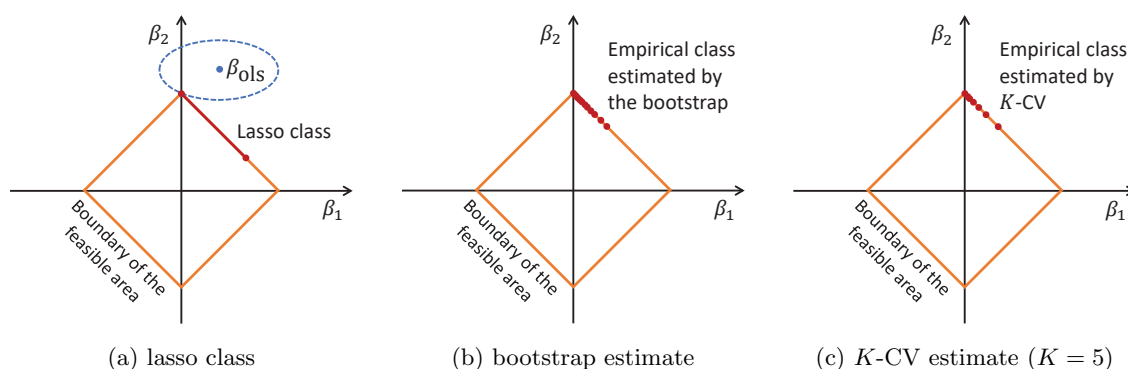 β₂
β_ols
Lasso class
β₁
Boundary of the
feasible area
(a) lasso class
β₂
Empirical class
estimated by
the bootstrap
β₁
Boundary of the
feasible area
(b) bootstrap estimate
β₂
Empirical class
estimated by
K-CV
β₁
Boundary of the
feasible area
(c) K-CV estimate (K = 5)